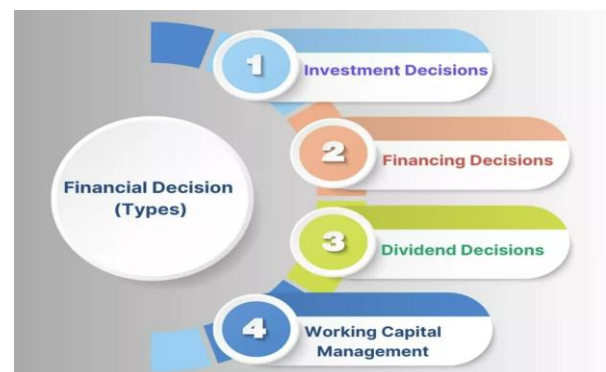 Financial Decision
(Types)
1
Investment Decisions
2
Financing Decisions
3
Dividend Decisions
4
Working Capital
Management